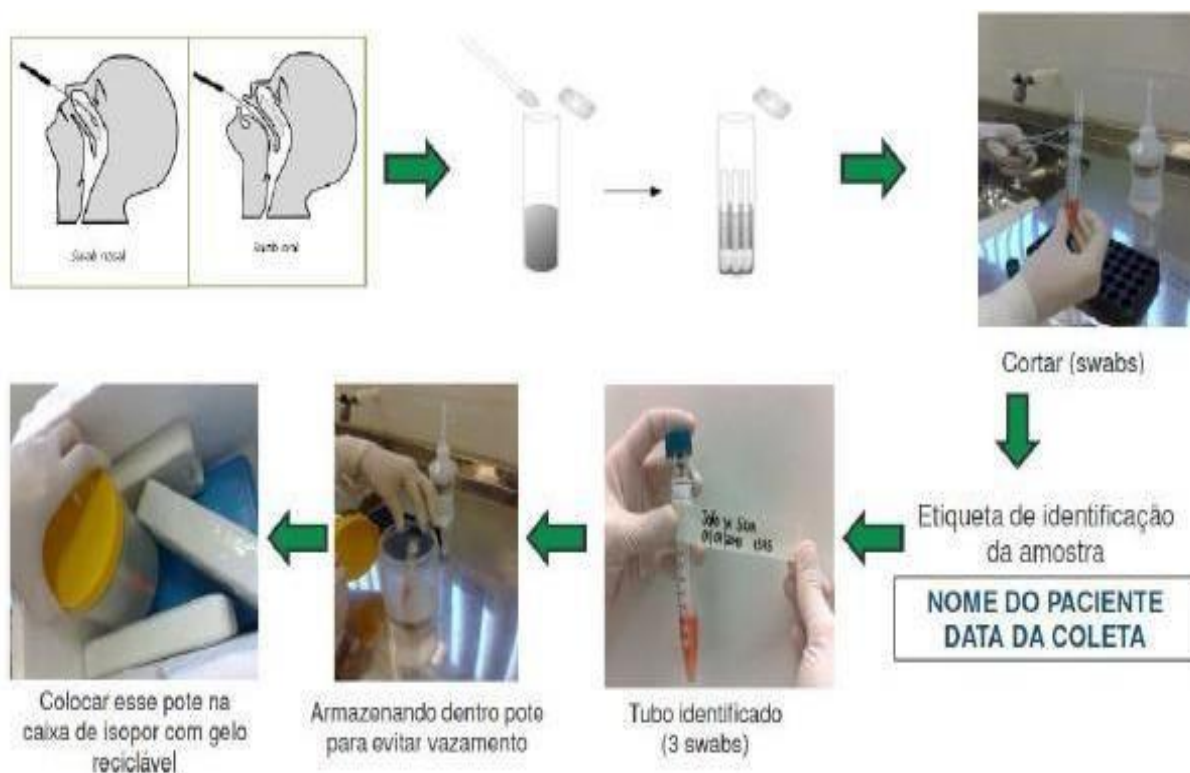 Swab nasal
Swab oral
Cortar (swabs)
Etiqueta de identificação
da amostra
NOME DO PACIENTE
DATA DA COLETA
Tubo identificado
(3 swabs)
Armazenando dentro pote
para evitar vazamento
Colocar esse pote na
caixa de isopor com gelo
reciclável